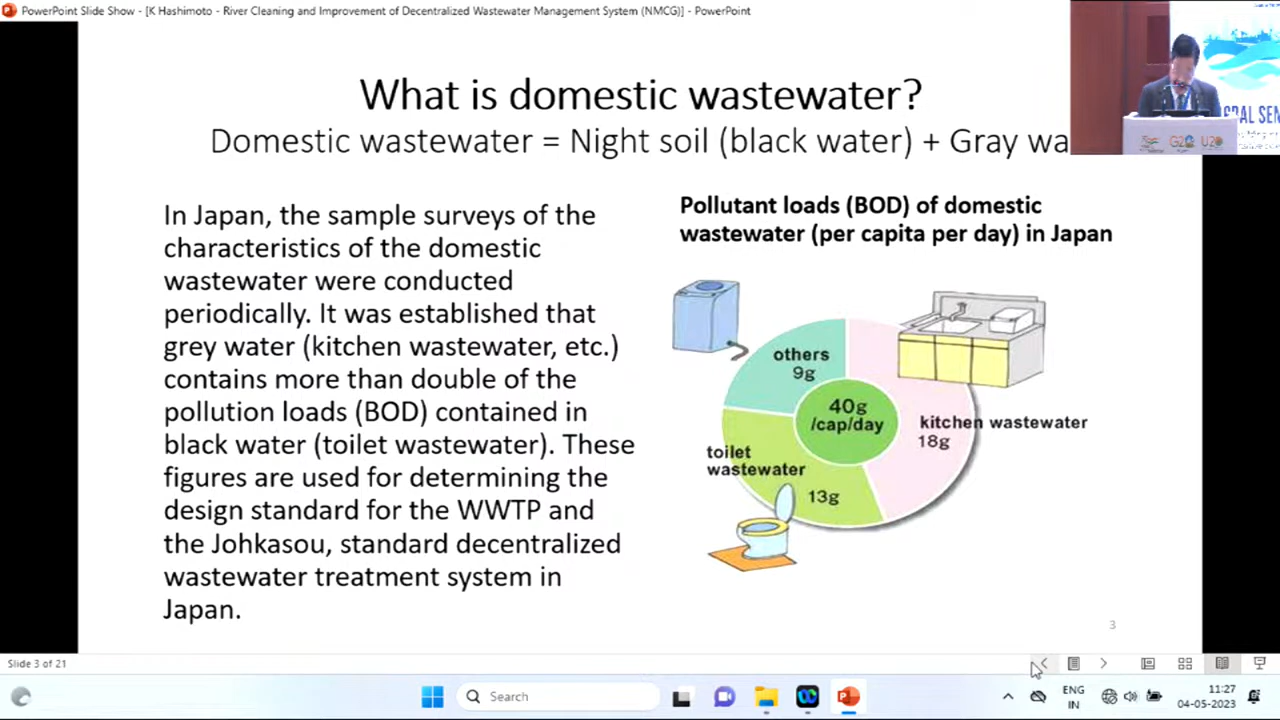 PowerPoint Slide Show - [K Hashimoto - River Cleaning and Improvement of Decentralized Wastewater Management System (NMCG)] - PowerPoint
What is domestic wastewater?
Domestic wastewater = Night soil (black water) + Gray wa
In Japan, the sample surveys of the
characteristics of the domestic
wastewater were conducted
periodically. It was established that
grey water (kitchen wastewater, etc.)
contains more than double of the
pollution loads (BOD) contained in
black water (toilet wastewater). These
figures are used for determining the
design standard for the WWTP and
the Johkasou, standard decentralized
wastewater treatment system in
Japan.
Pollutant loads (BOD) of domestic
wastewater (per capita per day) in Japan
others
9g
40g
/cap/day
kitchen wastewater
18g
toilet
wastewater
13g
3
G20 U20
Slide 3 of 21
Search
ENG
IN
11:27
04-05-2023